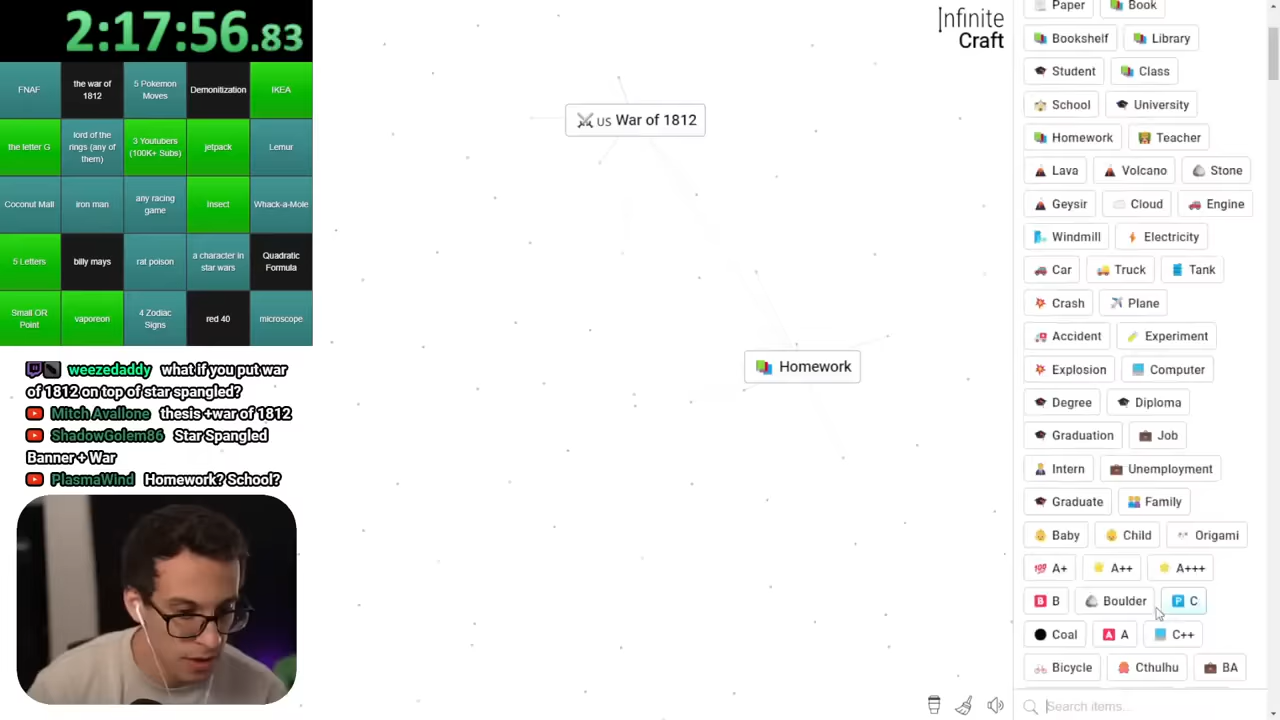 2:17:56.83
FNAF
the war of
1812
5 Pokemon
Moves
Demonitization
IKEA
the letter G
lord of the
rings (any of
them)
3 Youtubers
(100K+ Subs)
jetpack
Lemur
Coconut Mall
iron man
any racing
game
Insect
Whack-a-Mole
5 Letters
billy mays
rat poison
a character in
star wars
Quadratic
Formula
Small OR
Point
vaporeon
4 Zodiac
Signs
red 40
microscope
weezedaddy what if you put war
of 1812 on top of star spangled?
Mitch Avallone thesis +war of 1812
ShadowGolem86 Star Spangled
Banner + War
PlasmaWind Homework? School?
us War of 1812
Homework
Infinite
Craft
Paper Book
Bookshelf Library
Student Class
School University
Homework Teacher
Lava Volcano Stone
Geysir Cloud Engine
Windmill Electricity
Car Truck Tank
Crash Plane
Accident Experiment
Explosion Computer
Degree Diploma
Graduation Job
Intern Unemployment
Graduate Family
Baby Child Origami
A+ A++ A+++
B Boulder C
Coal A C++
Bicycle Cthulhu BA
Search items...